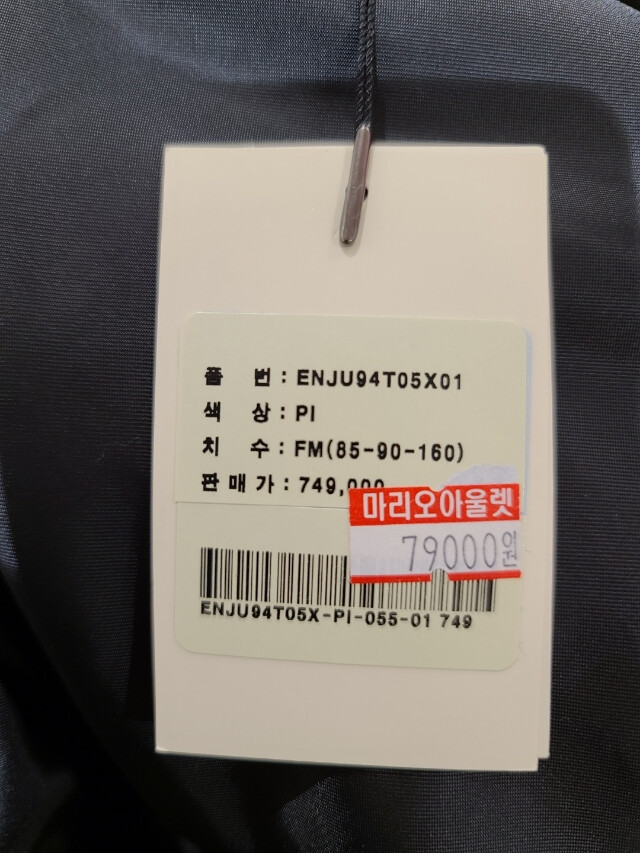 품 번 : ENJU94T05X01
색 상 : PI
치 수 : FM(85-90-160)
판 매 가 : 749,000
마리오아울렛
79000원
ENJU94T05X-PI-055-01 749